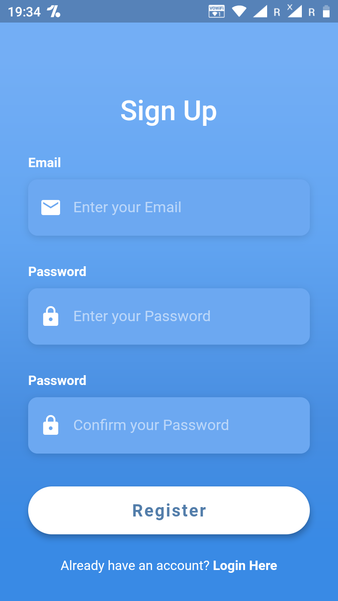 19:34 VoWiFi R X R
Sign Up
Email
Enter your Email
Password
Enter your Password
Password
Confirm your Password
Register
Already have an account? Login Here